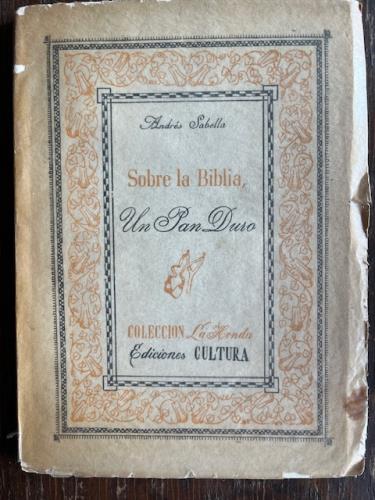 Andrés Sabella
Sobre la Biblia,
Un Pan Duro
COLECCION La Honda
Ediciones CULTURA